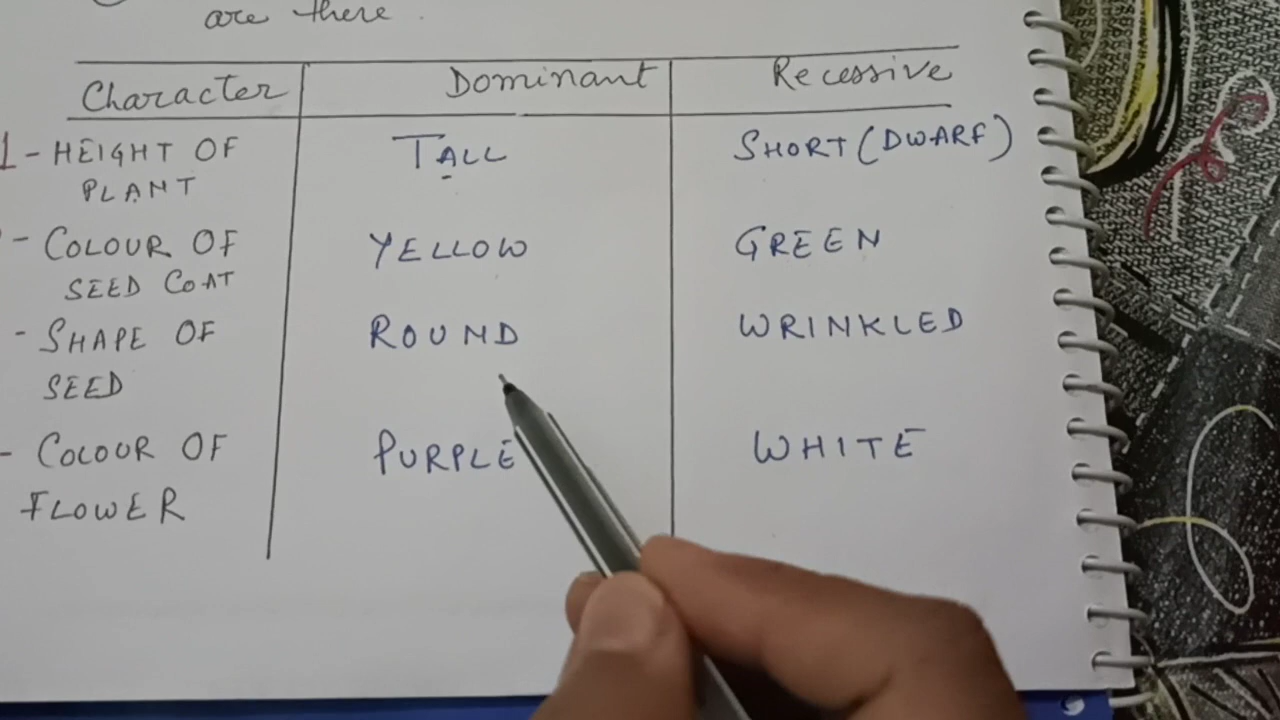 are there.
Character Dominant Recessive
1 - HEIGHT OF TALL SHORT (DWARF)
PLANT
- COLOUR OF YELLOW GREEN
SEED COAT
- SHAPE OF ROUND WRINKLED
SEED
- COLOUR OF PURPLE WHITE
FLOWER